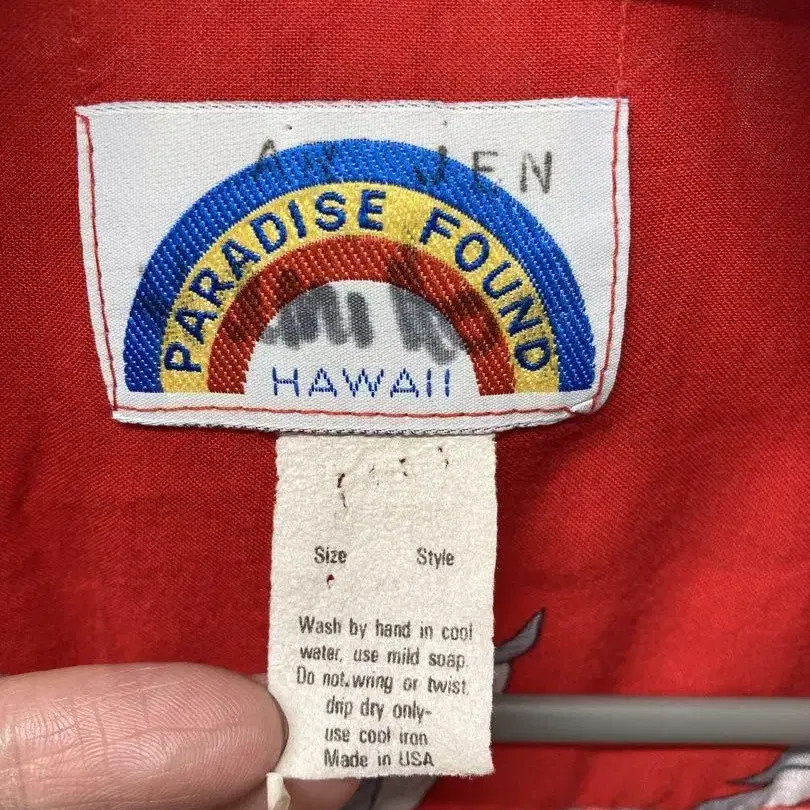 JEN
PARADISE FOUND
HAWAII
Size Style
Wash by hand in cool
water, use mild soap.
Do not wring or twist,
drip dry only-
use cool iron
Made in USA